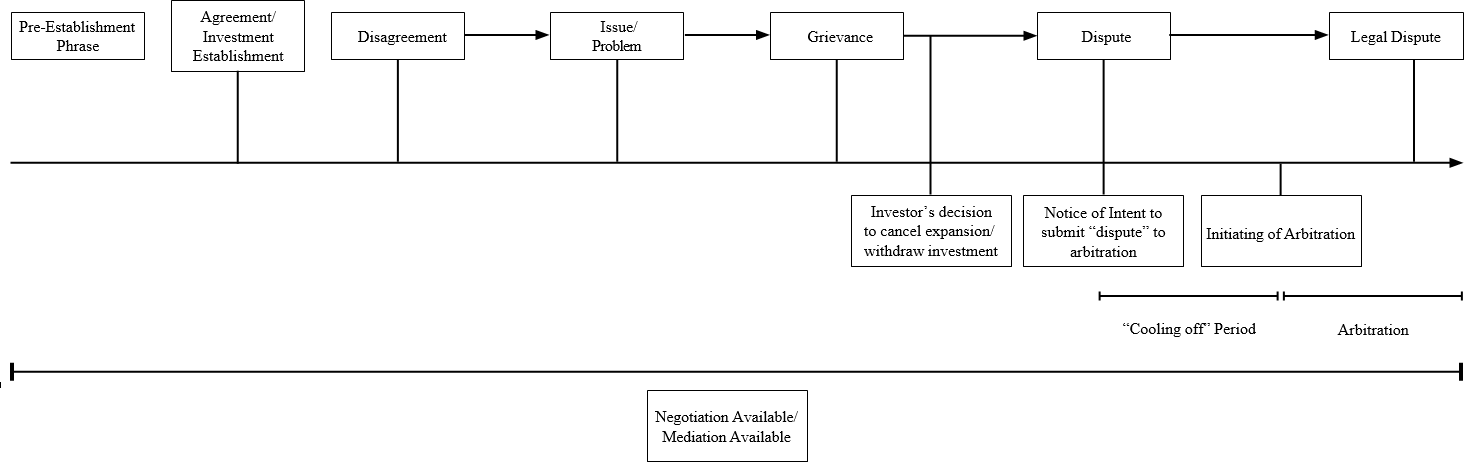 Pre-Establishment
Phrase
Agreement/
Investment
Establishment
Disagreement
Issue/
Problem
Grievance
Dispute
Legal Dispute
Investor’s decision
to cancel expansion/
withdraw investment
Notice of Intent to
submit “dispute” to
arbitration
Initiating of Arbitration
“Cooling off” Period
Arbitration
Negotiation Available/
Mediation Available